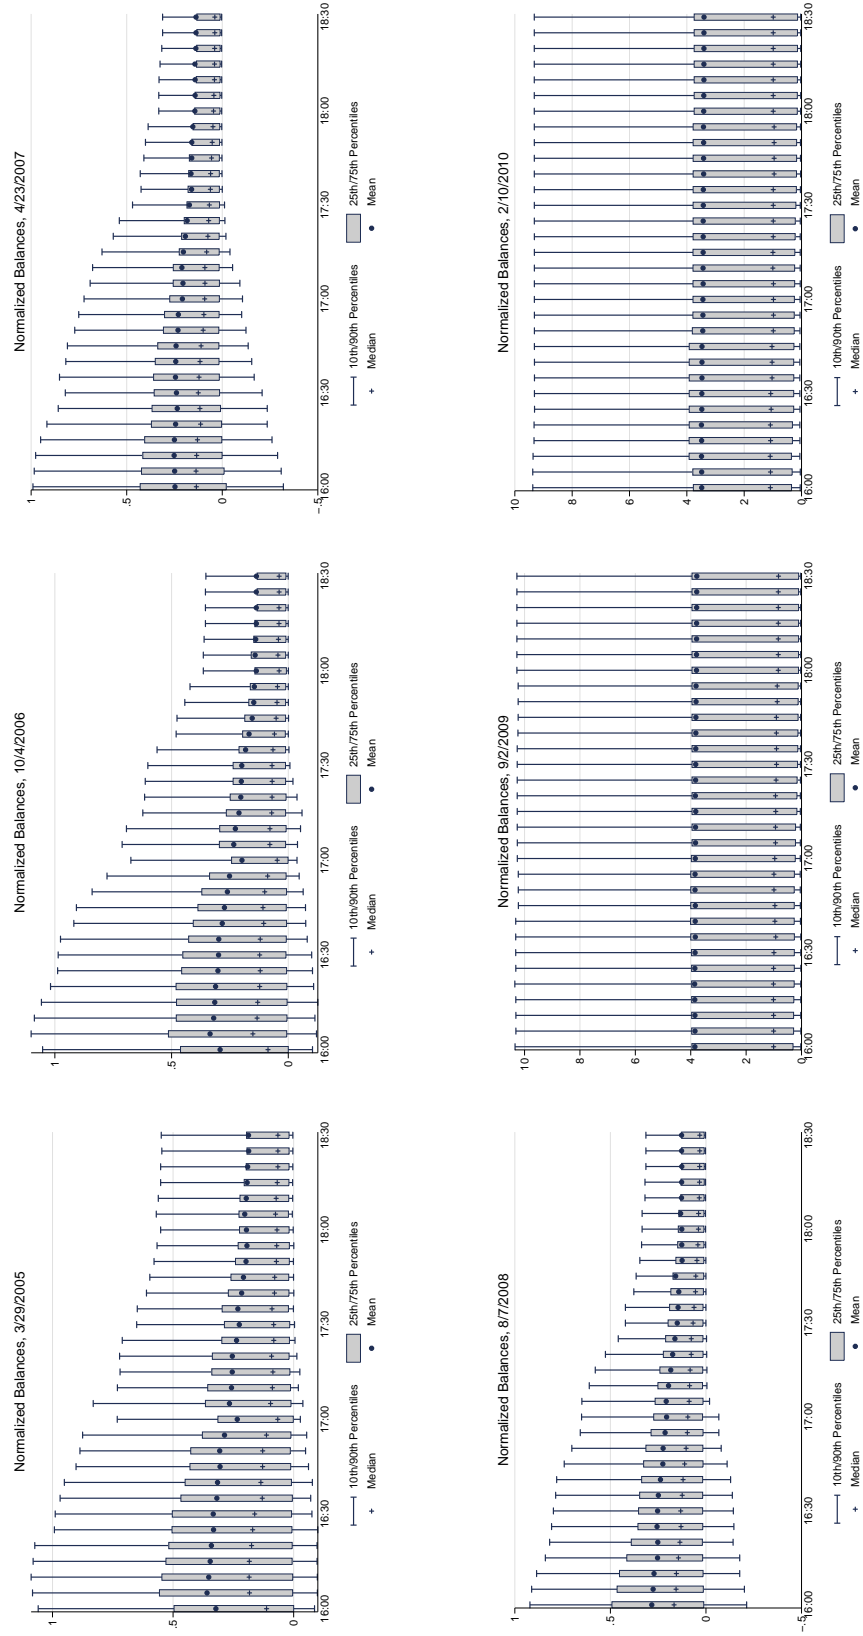 Normalized Balances, 3/29/2005
1
.5
0
16:00 16:30 17:00 17:30 18:00 18:30
10th/90th Percentiles 25th/75th Percentiles
Median Mean
Normalized Balances, 10/4/2006
1
.5
0
16:00 16:30 17:00 17:30 18:00 18:30
10th/90th Percentiles 25th/75th Percentiles
Median Mean
Normalized Balances, 4/23/2007
1
.5
0
-.5
16:00 16:30 17:00 17:30 18:00 18:30
10th/90th Percentiles 25th/75th Percentiles
Median Mean
Normalized Balances, 8/7/2008
1
.5
0
-.5
16:00 16:30 17:00 17:30 18:00 18:30
10th/90th Percentiles 25th/75th Percentiles
Median Mean
Normalized Balances, 9/2/2009
10
8
6
4
2
0
16:00 16:30 17:00 17:30 18:00 18:30
10th/90th Percentiles 25th/75th Percentiles
Median Mean
Normalized Balances, 2/10/2010
10
8
6
4
2
0
16:00 16:30 17:00 17:30 18:00 18:30
10th/90th Percentiles 25th/75th Percentiles
Median Mean